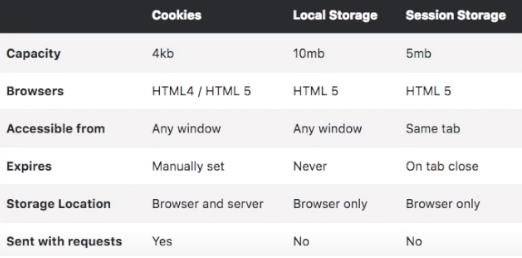 Cookies Local Storage Session Storage
Capacity 4kb 10mb 5mb
Browsers HTML4 / HTML 5 HTML 5 HTML 5
Accessible from Any window Any window Same tab
Expires Manually set Never On tab close
Storage Location Browser and server Browser only Browser only
Sent with requests Yes No No